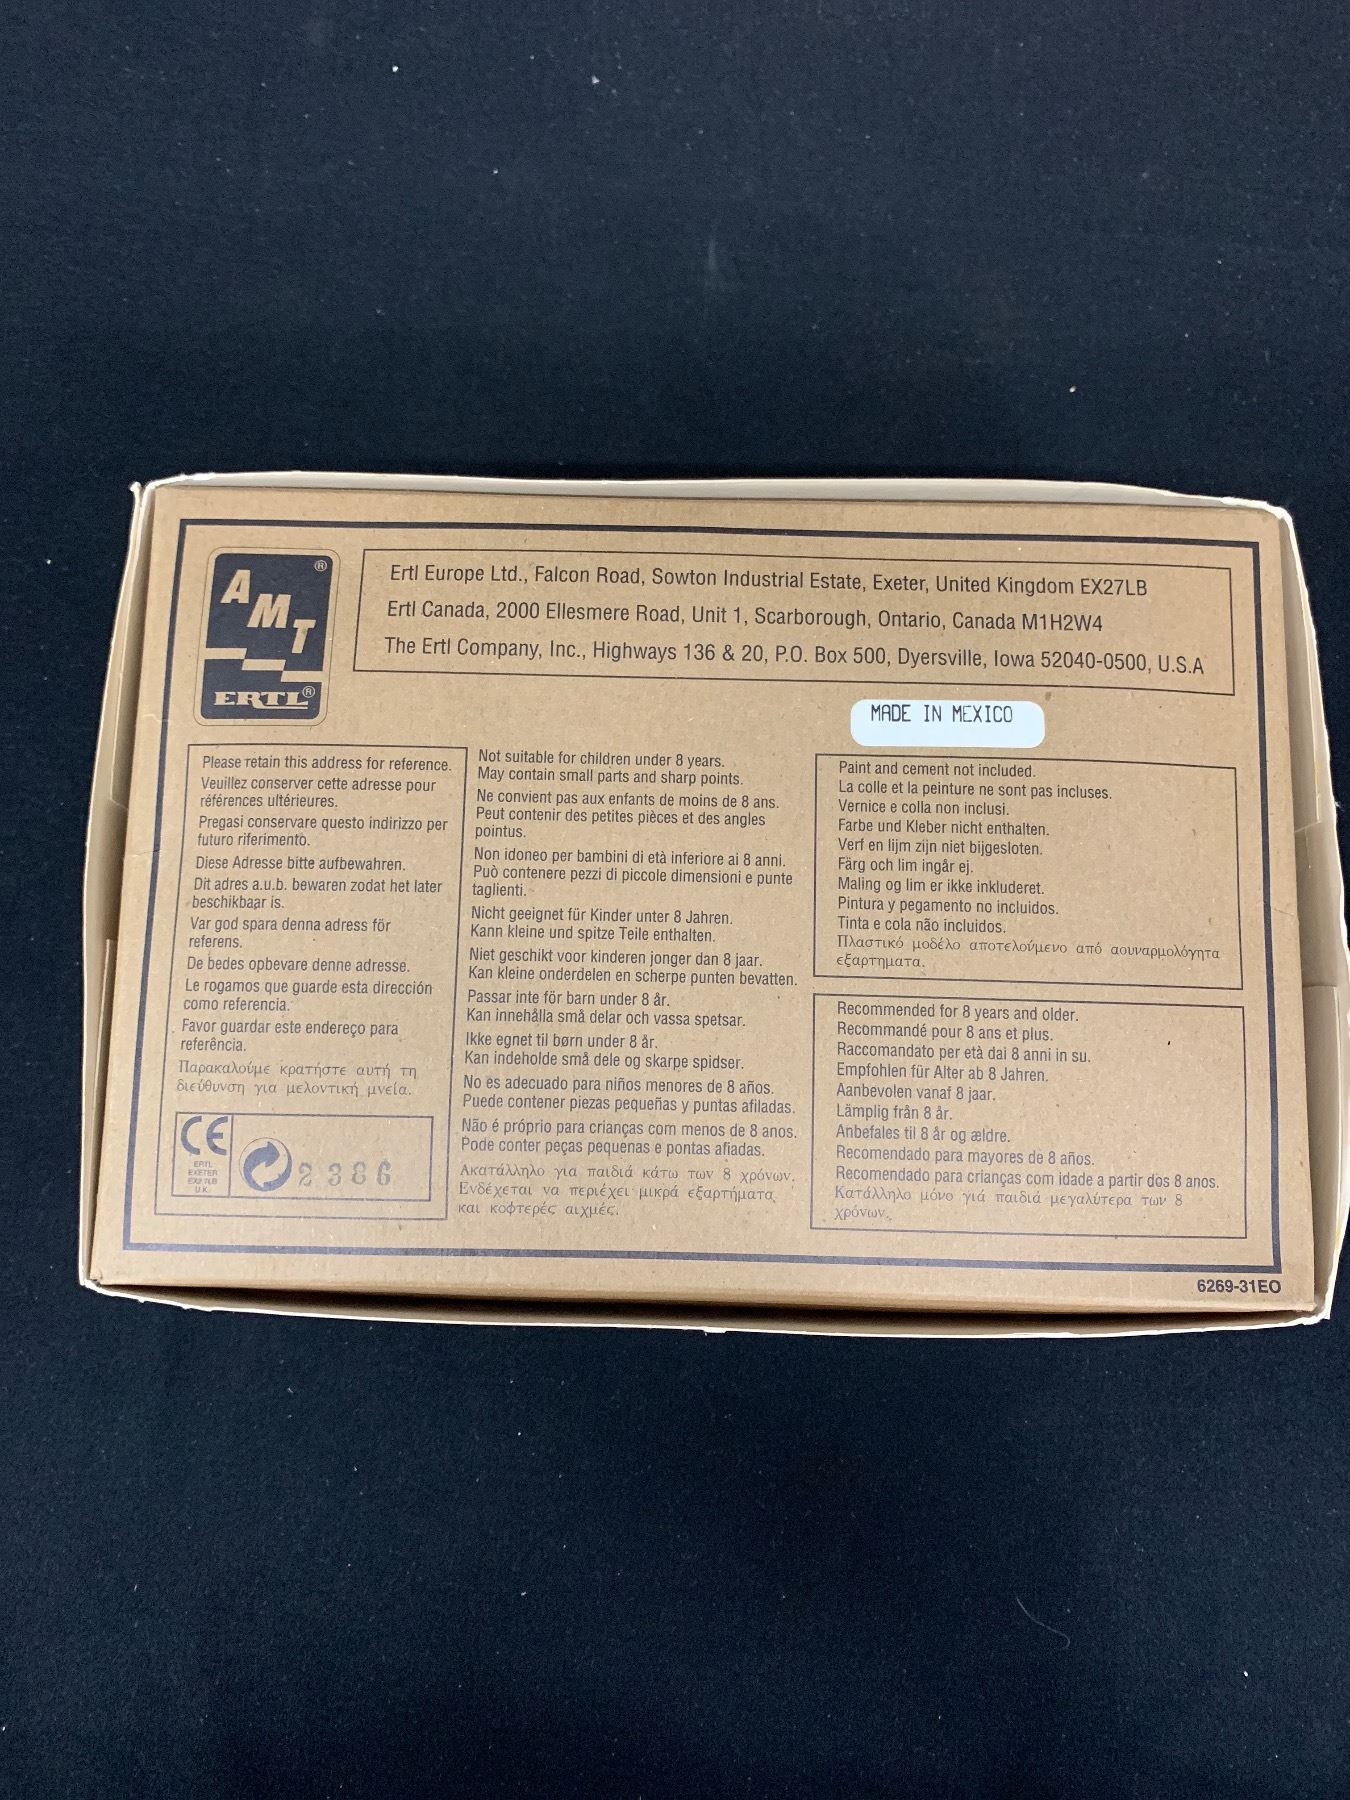 AMT®
ERTL®
Ertl Europe Ltd., Falcon Road, Sowton Industrial Estate, Exeter, United Kingdom EX27LB
Ertl Canada, 2000 Ellesmere Road, Unit 1, Scarborough, Ontario, Canada M1H2W4
The Ertl Company, Inc., Highways 136 & 20, P.O. Box 500, Dyersville, Iowa 52040-0500, U.S.A
MADE IN MEXICO
Please retain this address for reference.
Veuillez conserver cette adresse pour
références ultérieures.
Pregasi conservare questo indirizzo per
futuro riferimento.
Diese Adresse bitte aufbewahren.
Dit adres a.u.b. bewaren zodat het later
beschikbaar is.
Var god spara denna adress för
referens.
De bedes opbevare denne adresse.
Le rogamos que guarde esta dirección
como referencia.
Favor guardar este endereço para
referência.
Παρακαλούμε κρατήστε αυτή τη
διεύθυνση για μελοντική μνεία.
CE
ERTL
EXETER
EX2 7LB
U.K.
2386
Not suitable for children under 8 years.
May contain small parts and sharp points.
Ne convient pas aux enfants de moins de 8 ans.
Peut contenir des petites pièces et des angles
pointus.
Non idoneo per bambini di età inferiore ai 8 anni.
Può contenere pezzi di piccole dimensioni e punte
taglienti.
Nicht geeignet für Kinder unter 8 Jahren.
Kann kleine und spitze Teile enthalten.
Niet geschikt voor kinderen jonger dan 8 jaar.
Kan kleine onderdelen en scherpe punten bevatten.
Passar inte för barn under 8 år.
Kan innehålla små delar och vassa spetsar.
Ikke egnet til børn under 8 år.
Kan indeholde små dele og skarpe spidser.
No es adecuado para niños menores de 8 años.
Puede contener piezas pequeñas y puntas afiladas.
Não é próprio para crianças com menos de 8 anos.
Pode conter peças pequenas e pontas afiadas.
Ακατάλληλο για παιδιά κάτω των 8 χρόνων.
Ενδέχεται να περιέχει μικρά εξαρτήματα
και κοφτερές αιχμές.
Paint and cement not included.
La colle et la peinture ne sont pas incluses.
Vernice e colla non inclusi.
Farbe und Kleber nicht enthalten.
Verf en lijm zijn niet bijgesloten.
Färg och lim ingår ej.
Maling og lim er ikke inkluderet.
Pintura y pegamento no incluidos.
Tinta e cola não incluidos.
Πλαστικό μοδέλο αποτελούμενο από αουναρμολόγητα
εξαρτηματα.
Recommended for 8 years and older.
Recommandé pour 8 ans et plus.
Raccomandato per età dai 8 anni in su.
Empfohlen für Alter ab 8 Jahren.
Aanbevolen vanaf 8 jaar.
Lämplig från 8 år.
Anbefales til 8 år og ældre.
Recomendado para mayores de 8 años.
Recomendado para crianças com idade a partir dos 8 anos.
Κατάλληλο μόνο γιά παιδιά μεγαλύτερα των 8
χρόνων.
6269-31EO